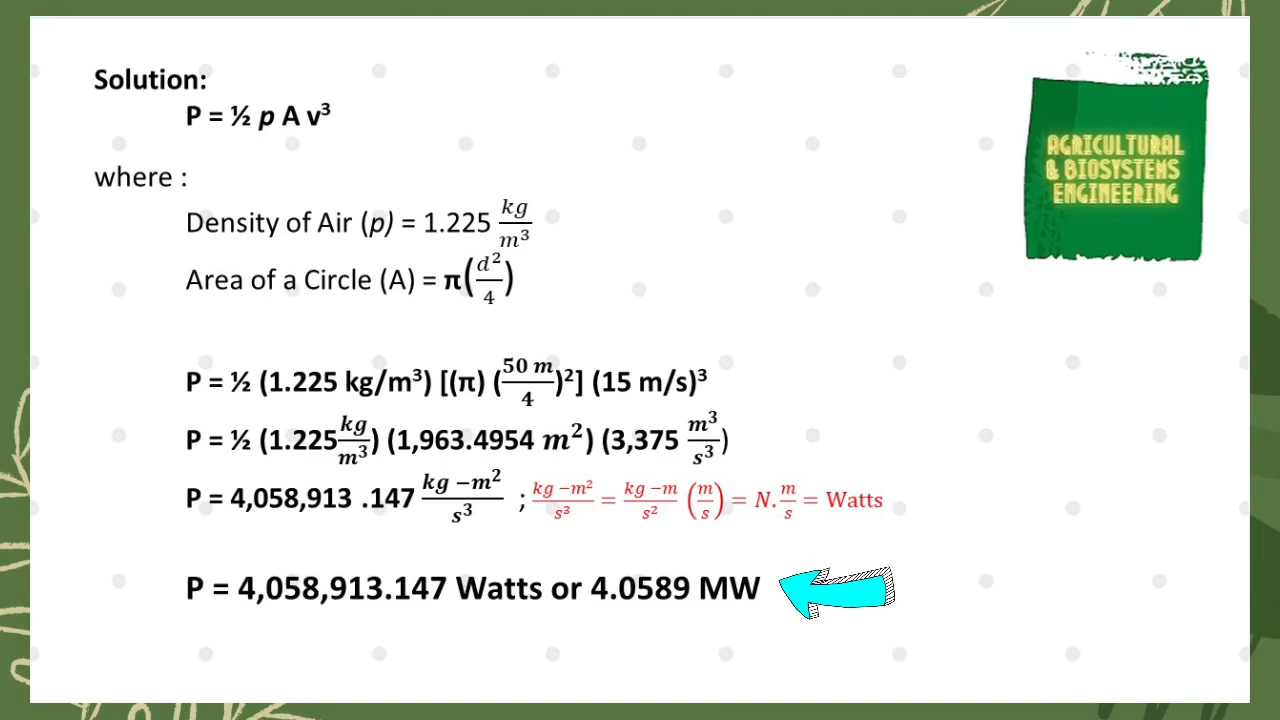 Solution:
P = ½ p A v³
where :
Density of Air (p) = 1.225 kg/m³
Area of a Circle (A) = π(d²/4)
P = ½ (1.225 kg/m³) [(π) (50 m/4)²] (15 m/s)³
P = ½ (1.225 kg/m³) (1,963.4954 m²) (3,375 m³/s³)
P = 4,058,913 .147 kg –m²/s³ ; kg –m²/s³ = kg –m/s² (m/s) = N. m/s = Watts
P = 4,058,913.147 Watts or 4.0589 MW
AGRICULTURAL
& BIOSYSTEMS
ENGINEERING